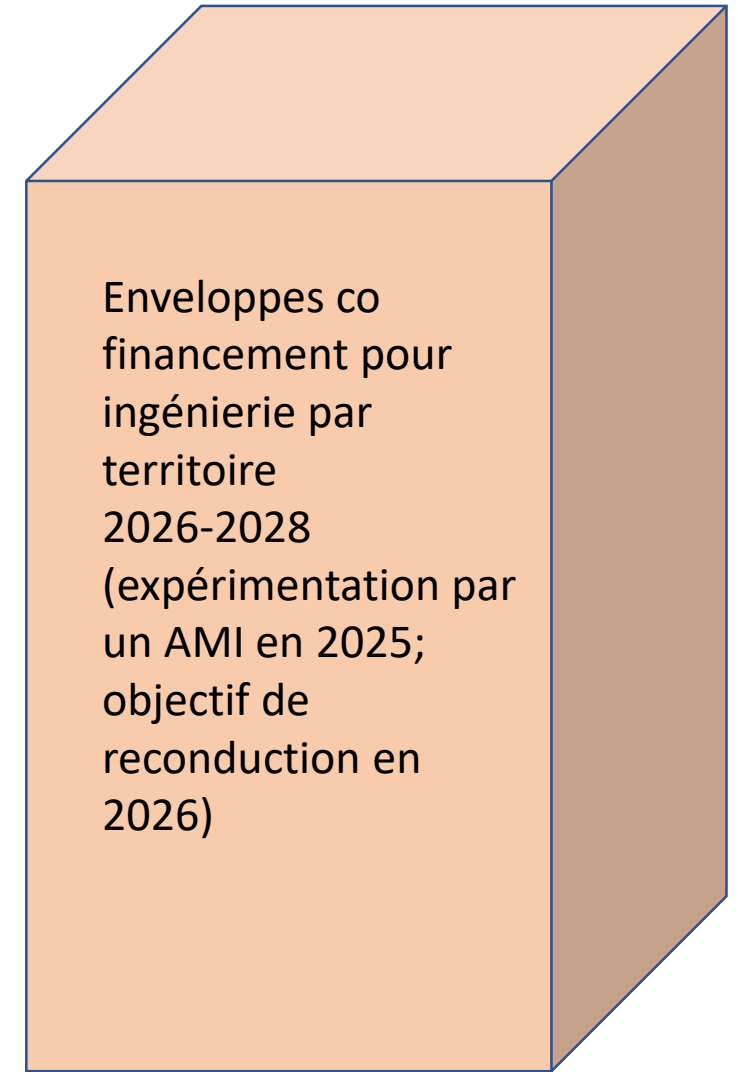 Enveloppes co
financement pour
ingénierie par
territoire
2026-2028
(expérimentation par
un AMI en 2025;
objectif de
reconduction en
2026)